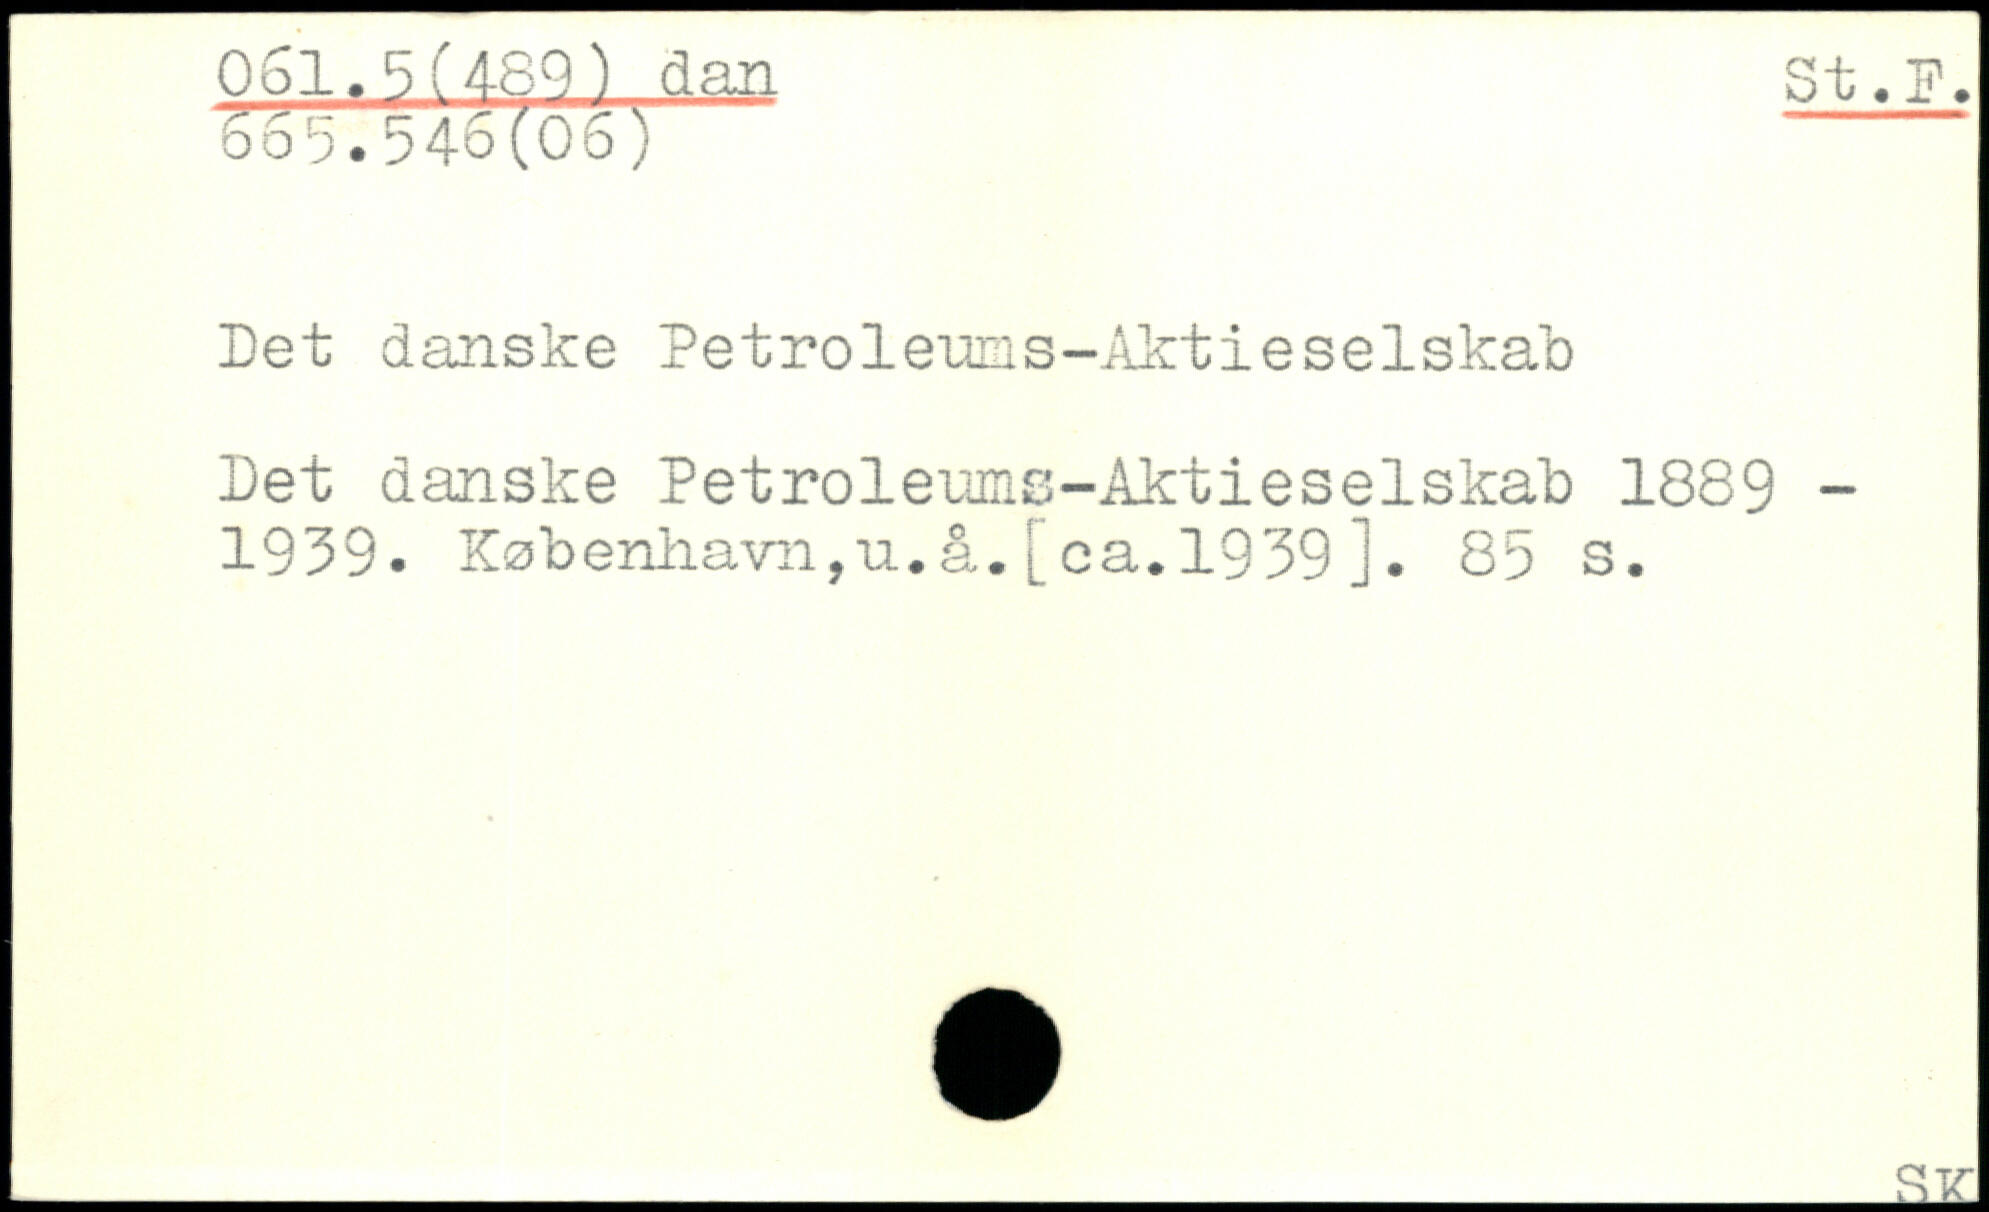 061.5(489) dan St.F.
665.546(06)
Det danske Petroleums-Aktieselskab
Det danske Petroleums-Aktieselskab 1889 -
1939. København,u.å.[ca.1939]. 85 s.
SK